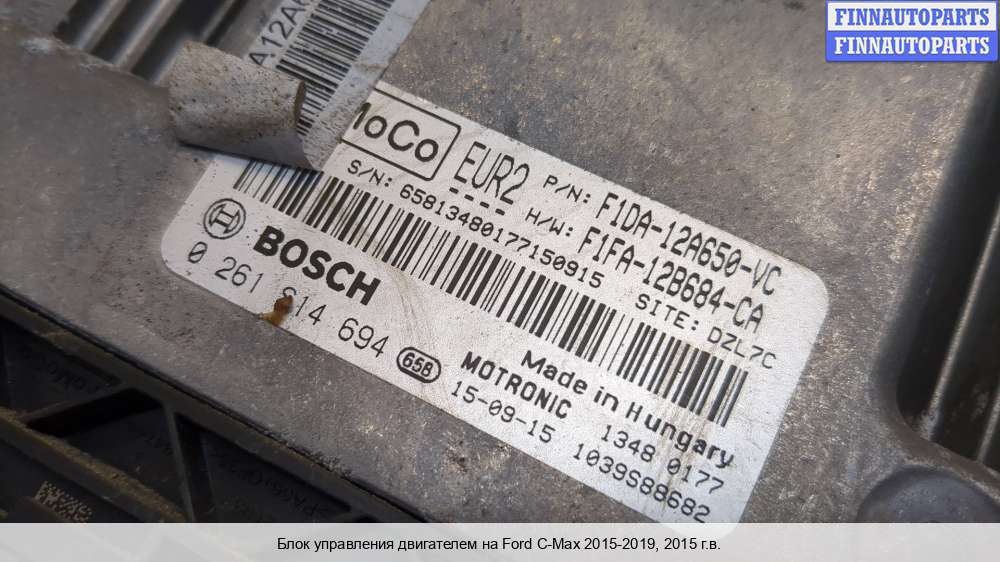 FINNAUTOPARTS
FINNAUTOPARTS
MoCo
EUR2
P/N: F1DA-12A650-VC
H/W: F1FA-12B684-CA
S/N: 65813480177150915
SITE: DZL7C
BOSCH
0 261 S14 694
658
MOTRONIC
Made in Hungary
15-09-15
1348 0177
1039S88682
Блок управления двигателем на Ford C-Max 2015-2019, 2015 г.в.